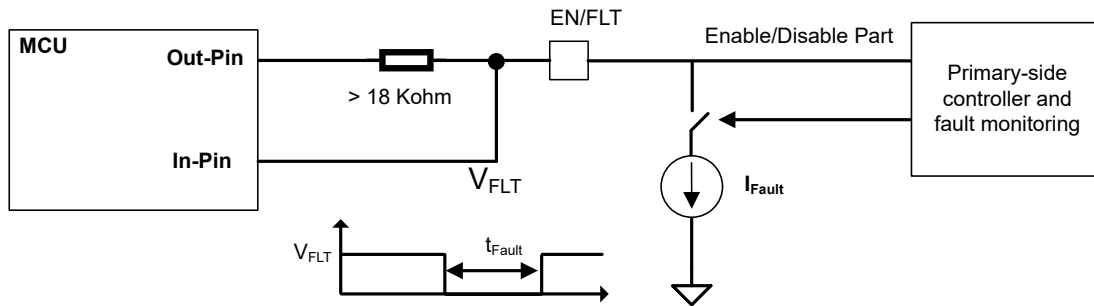 EN/FLT
MCU
Out-Pin
Enable/Disable Part
Primary-side
controller and
fault monitoring
> 18 Kohm
In-Pin
VFLT
IFault
VFLT
tFault